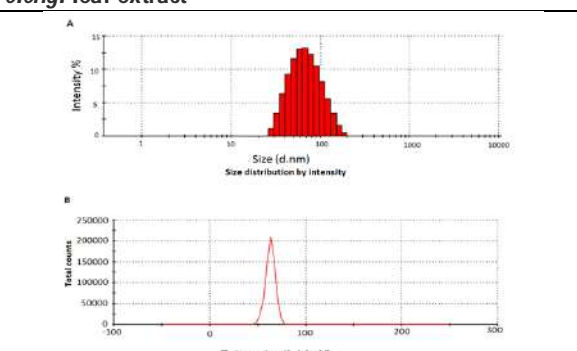 leaf extract
A
15
10
5
0
Intensity %
1 10 100 1000 10000
Size (d.nm)
Size distribution by intensity
B
250000
200000
150000
100000
50000
0
Total counts
-100 0 100 200 300